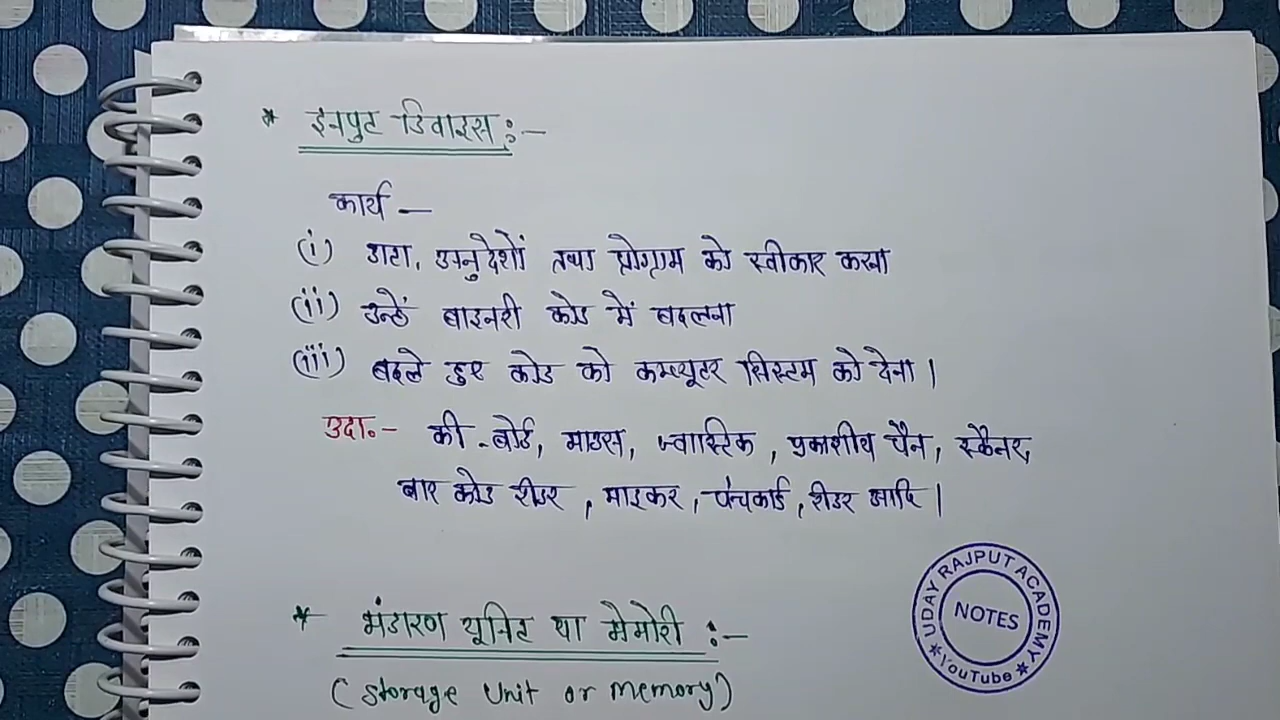 * इनपुट डिवाइस :-
कार्य –
(i) डाटा, अनुदेशों तथा प्रोग्राम को स्वीकार करना
(ii) उन्हें बाइनरी कोड में बदलना
(iii) बदले हुए कोड को कम्प्यूटर सिस्टम को देना |
उदा०- की-बोर्ड, माउस, ज्वास्टिक, प्रकाशीय पैन, स्कैनर,
बार कोड रीडर, माइकर, पंचकार्ड, रीडर आदि |
* भंडारण यूनिट या मेमोरी :-
(Storage Unit or Memory)
UDAY RAJPUT ACADEMY
NOTES
* YouTube *